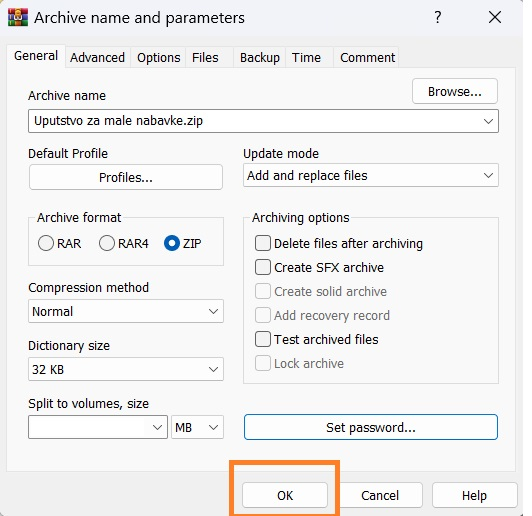 Archive name and parameters
?
General Advanced Options Files Backup Time Comment
Archive name
Browse...
Uputstvo za male nabavke.zip
Default Profile
Update mode
Profiles...
Add and replace files
Archive format
Archiving options
RAR RAR4 ZIP
Delete files after archiving
Create SFX archive
Compression method
Create solid archive
Normal
Add recovery record
Dictionary size
Test archived files
32 KB
Lock archive
Split to volumes, size
MB
Set password...
OK Cancel Help